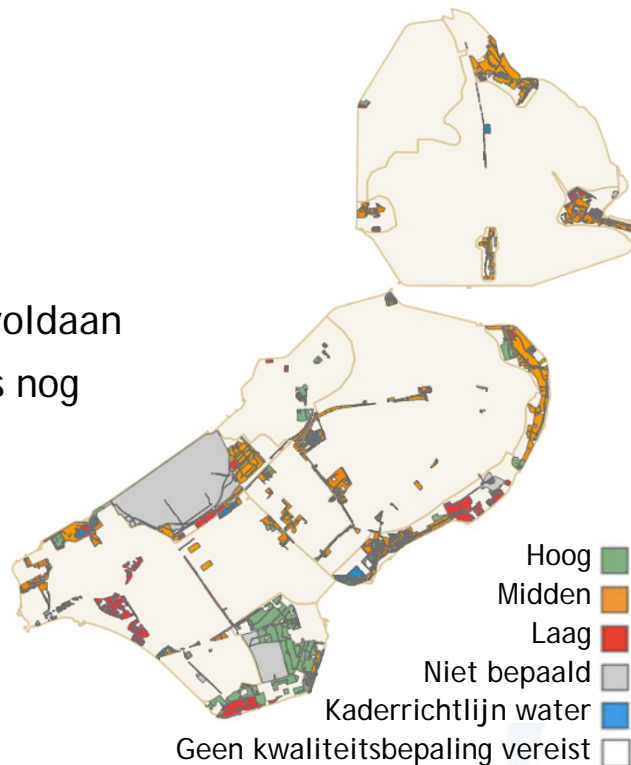 voldaan
s nog
Hoog
Midden
Laag
Niet bepaald
Kaderrichtlijn water
Geen kwaliteitsbepaling vereist